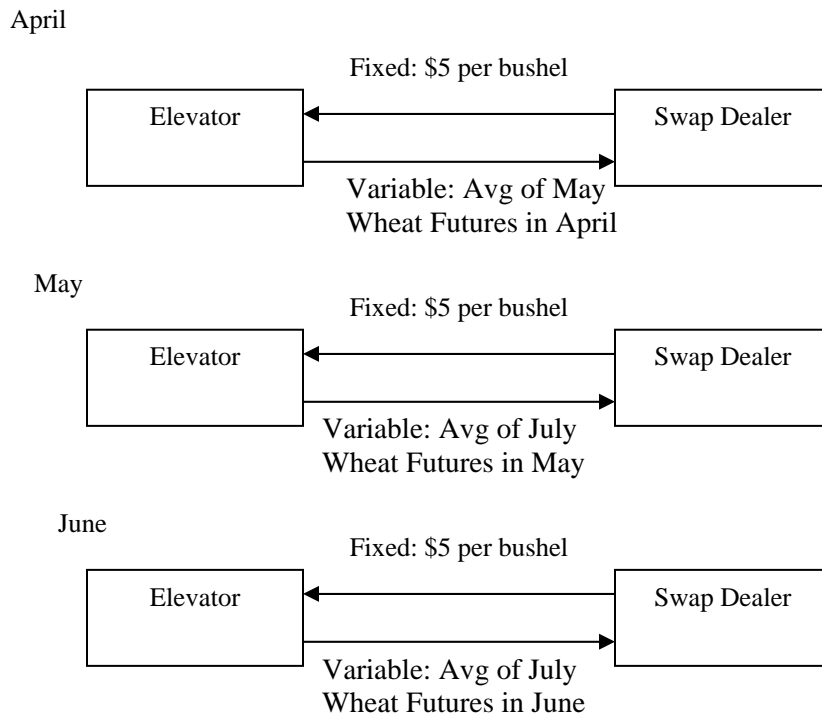 April
Fixed: $5 per bushel
Elevator
Swap Dealer
Variable: Avg of May
Wheat Futures in April
May
Fixed: $5 per bushel
Elevator
Swap Dealer
Variable: Avg of July
Wheat Futures in May
June
Fixed: $5 per bushel
Elevator
Swap Dealer
Variable: Avg of July
Wheat Futures in June